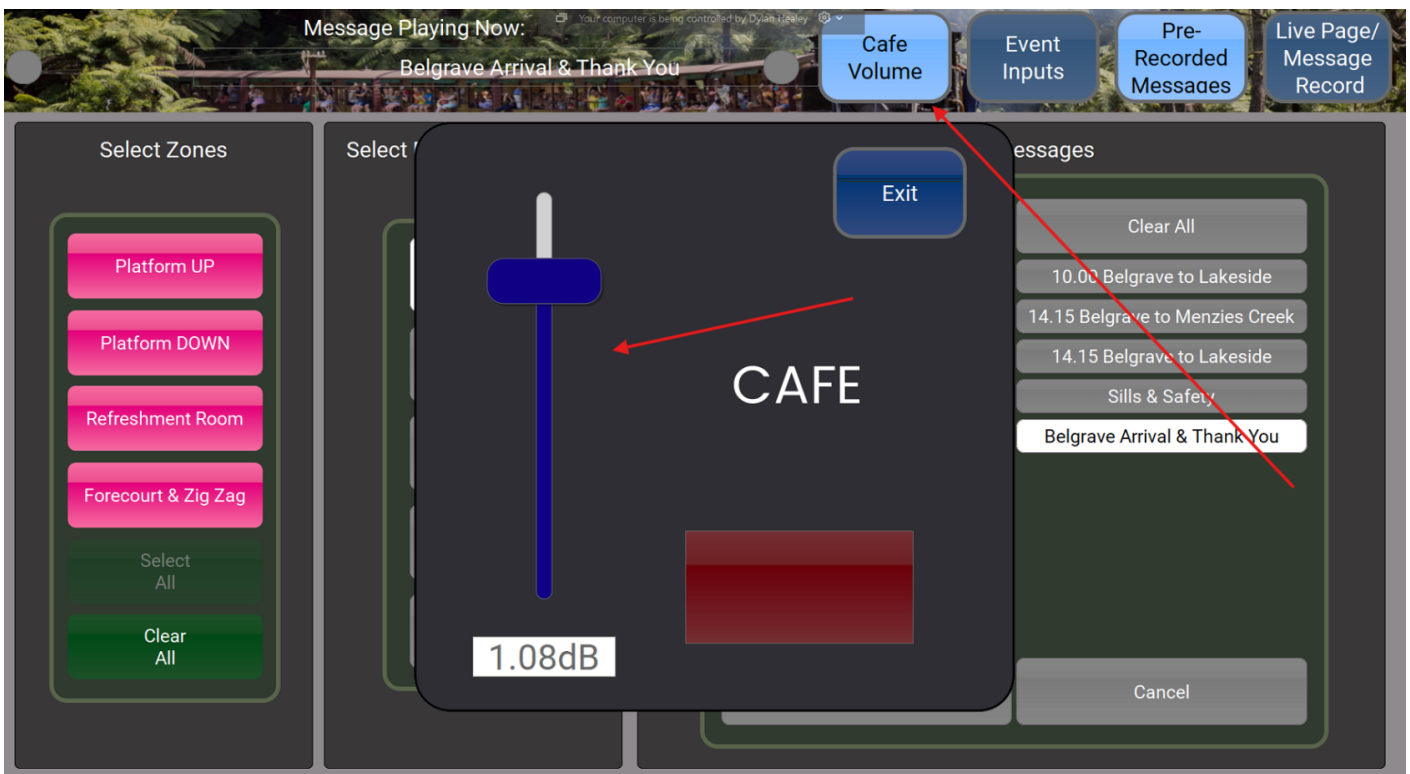 Message Playing Now:
Your computer is being controlled by Dylan Healey
Belgrave Arrival & Thank You
Cafe
Volume
Event
Inputs
Pre-
Recorded
Messages
Live Page/
Message
Record
Select Zones
Platform UP
Platform DOWN
Refreshment Room
Forecourt & Zig Zag
Select
All
Clear
All
Select
Exit
CAFE
1.08dB
essages
Clear All
10.00 Belgrave to Lakeside
14.15 Belgrave to Menzies Creek
14.15 Belgrave to Lakeside
Sills & Safety
Belgrave Arrival & Thank You
Cancel